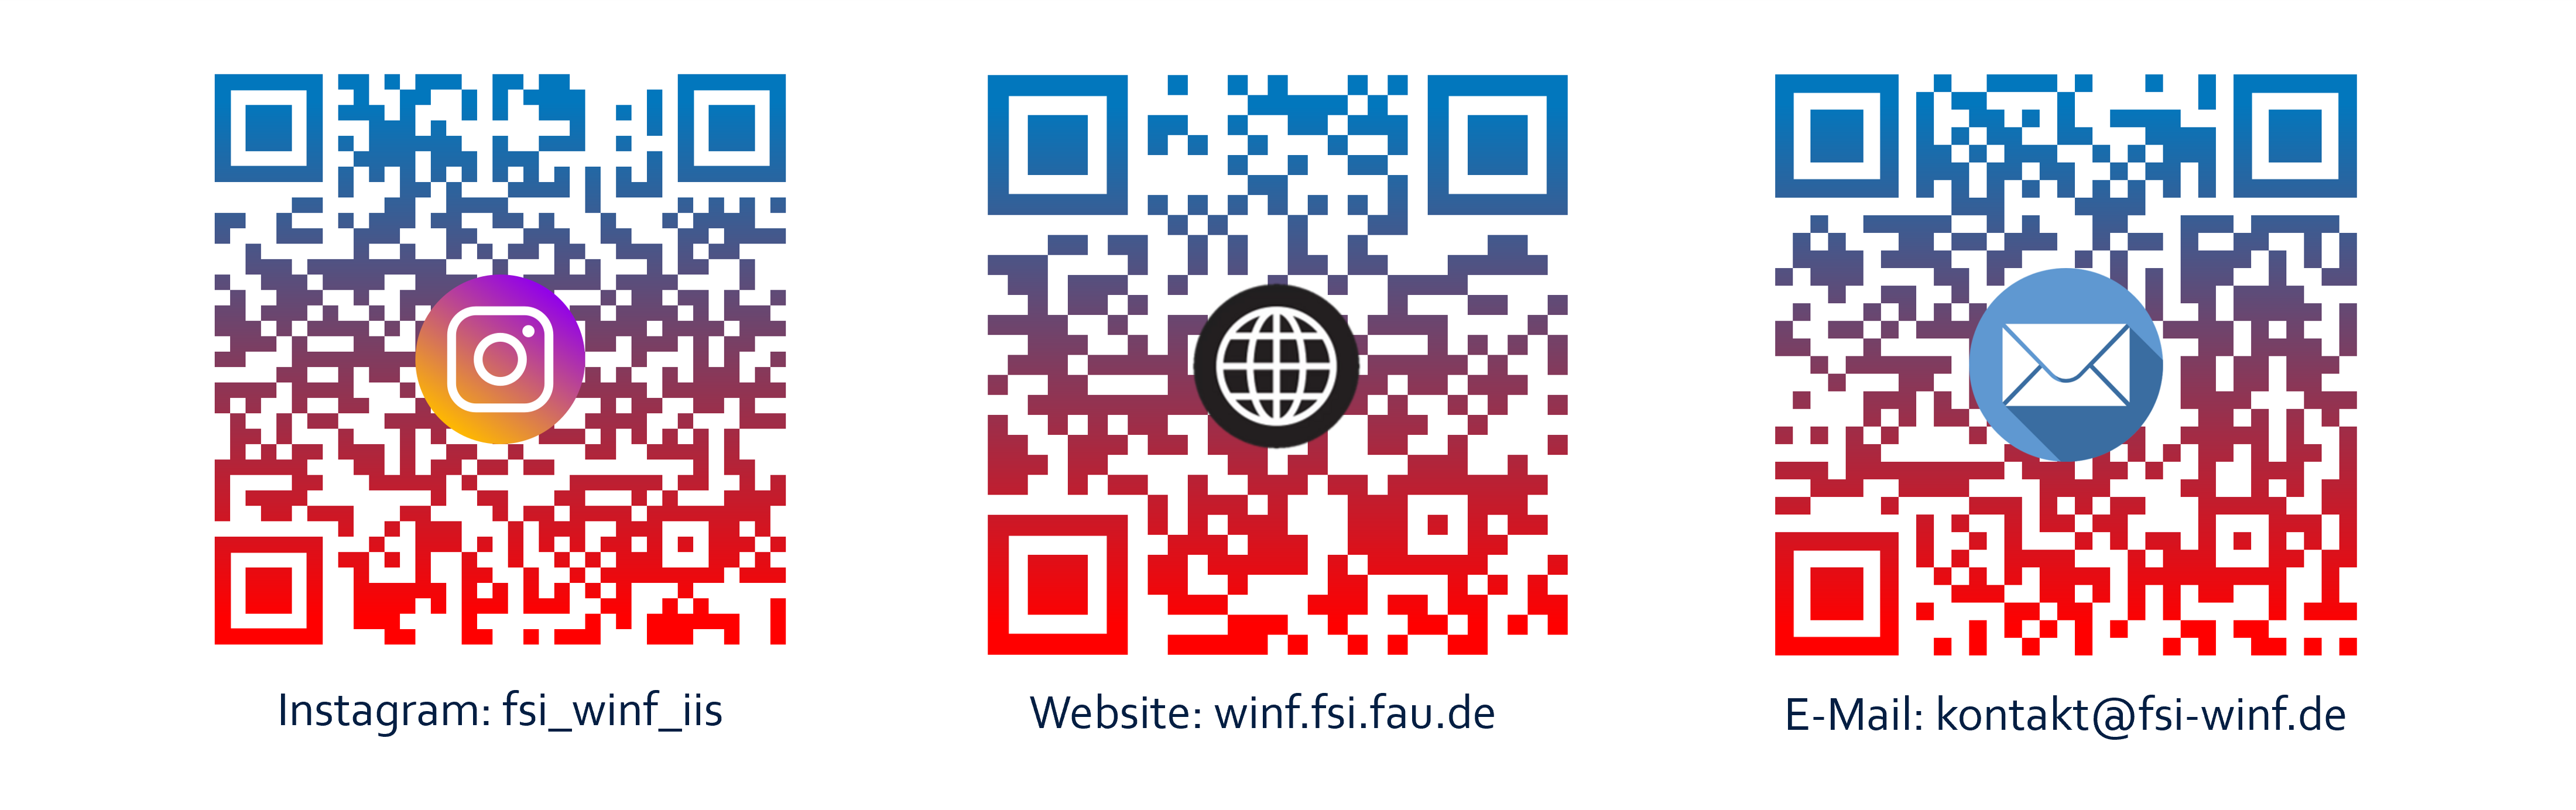 Instagram: fsi_winf_iis
Website: winf.fsi.fau.de
E-Mail: kontakt@fsi-winf.de